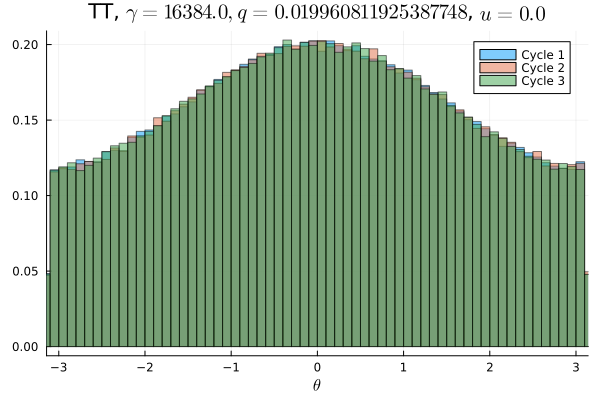 TT, γ = 16384.0, q = 0.019960811925387748, u = 0.0
0.20
0.15
0.10
0.05
0.00
Cycle 1
Cycle 2
Cycle 3
−3 −2 −1 0 1 2 3
θ